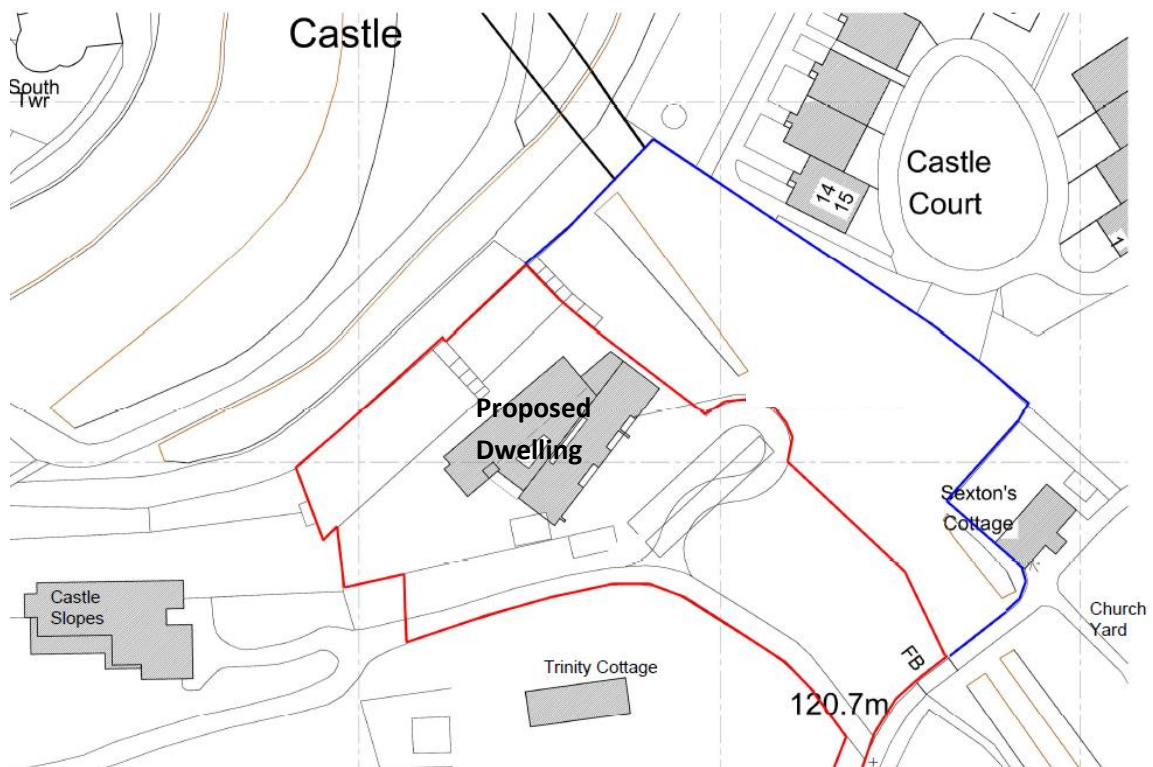 Castle
South
Twr
Castle
Court
14
15
1
Proposed
Dwelling
Sexton's
Cottage
Castle
Slopes
Church
Yard
Trinity Cottage
FB
120.7m